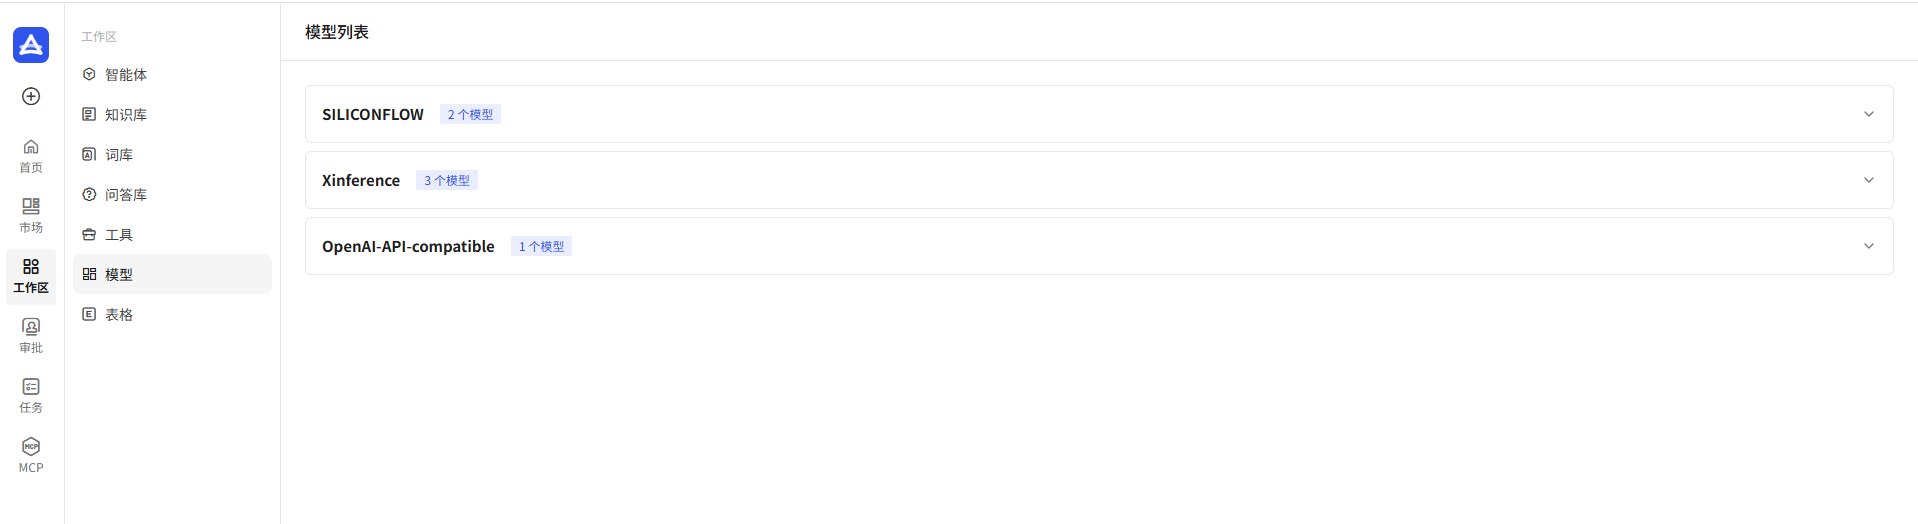 首页
市场
工作区
审批
任务
MCP
MCP
工作区
智能体
知识库
词库
A
问答库
工具
模型
表格
E
模型列表
SILICONFLOW 2 个模型
Xinference 3 个模型
OpenAI-API-compatible 1 个模型